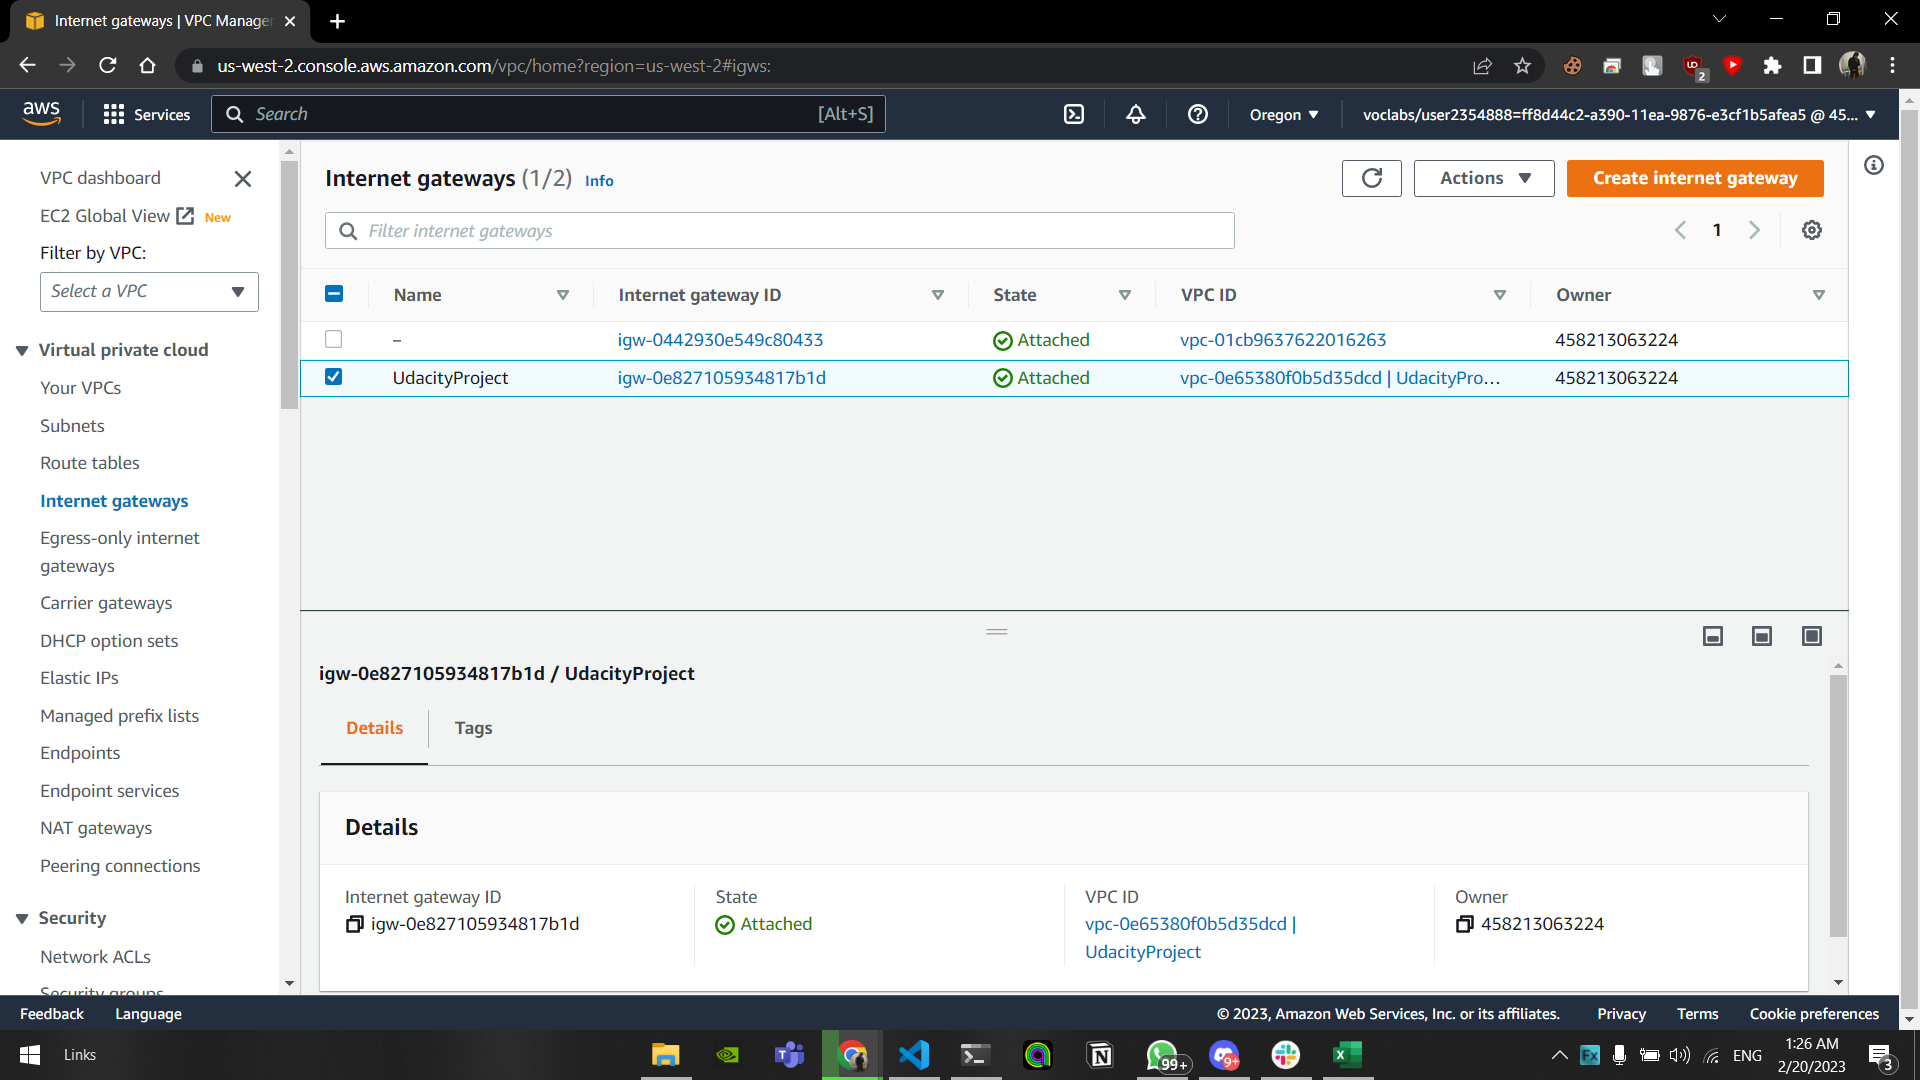 Internet gateways | VPC Manage
us-west-2.console.aws.amazon.com/vpc/home?region=us-west-2#igws:
2
aws
Services
Search
[Alt+S]
Oregon
voclabs/user2354888=ff8d44c2-a390-11ea-9876-e3cf1b5afea5 @ 45...
VPC dashboard
EC2 Global View
New
Filter by VPC:
Select a VPC
Virtual private cloud
Your VPCs
Subnets
Route tables
Internet gateways
Egress-only internet
gateways
Carrier gateways
DHCP option sets
Elastic IPs
Managed prefix lists
Endpoints
Endpoint services
NAT gateways
Peering connections
Security
Network ACLs
Security groups
Internet gateways (1/2) Info
Actions
Create internet gateway
Filter internet gateways
1
Name Internet gateway ID State VPC ID Owner
– igw-0442930e549c80433 Attached vpc-01cb9637622016263 458213063224
UdacityProject igw-0e827105934817b1d Attached vpc-0e65380f0b5d35dcd | UdacityPro... 458213063224
igw-0e827105934817b1d / UdacityProject
Details
Tags
Details
Internet gateway ID
igw-0e827105934817b1d
State
Attached
VPC ID
vpc-0e65380f0b5d35dcd |
UdacityProject
Owner
458213063224
Feedback
Language
© 2023, Amazon Web Services, Inc. or its affiliates.
Privacy
Terms
Cookie preferences
Links
99+
9+
Fx
ENG
1:26 AM
2/20/2023
3